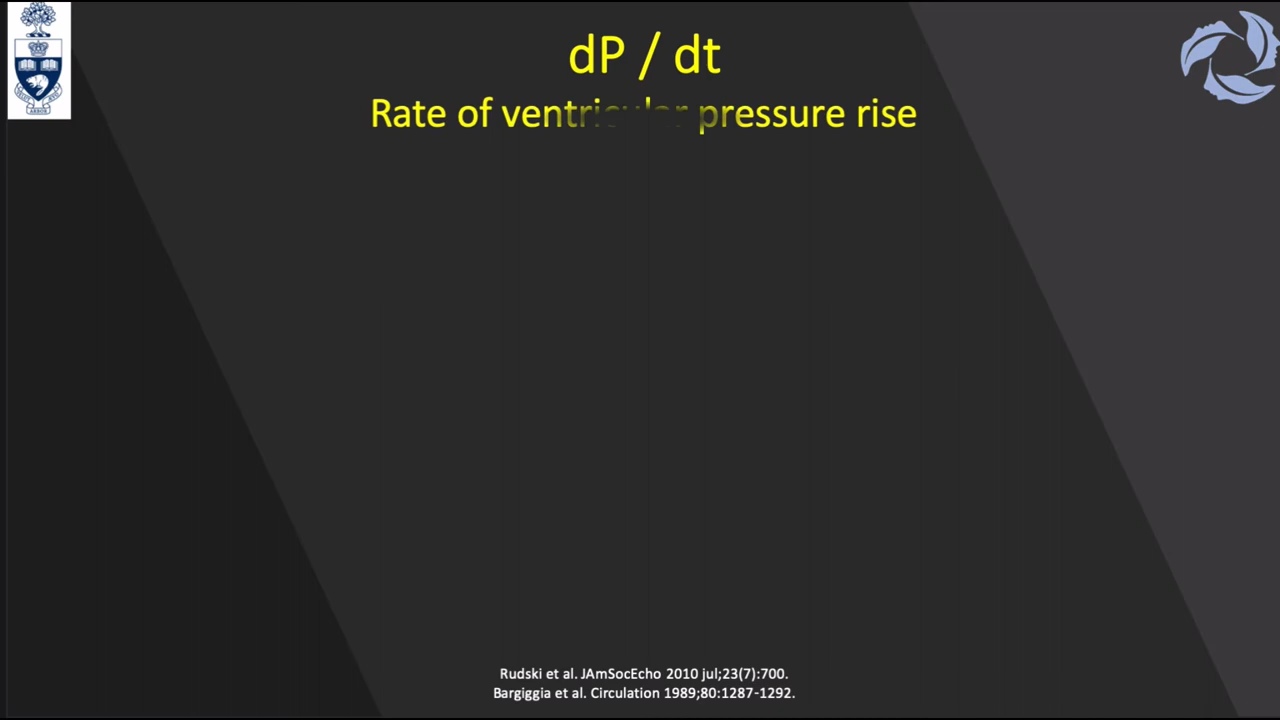 dP / dt
Rate of ventricular pressure rise
Rudski et al. JAmSocEcho 2010 jul;23(7):700.
Bargiggia et al. Circulation 1989;80:1287-1292.